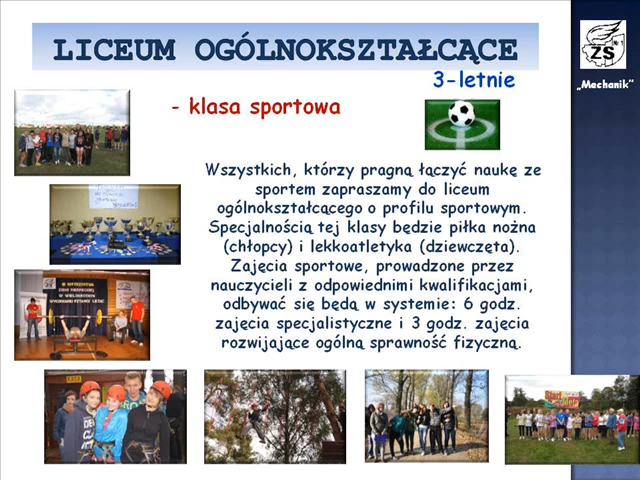 LICEUM OGÓLNOKSZTAŁCĄCE
3-letnie
- klasa sportowa
ZS
Nr 1
„Mechanik”
Wszystkich, którzy pragną łączyć naukę ze
sportem zapraszamy do liceum
ogólnokształcącego o profilu sportowym.
Specjalnością tej klasy będzie piłka nożna
(chłopcy) i lekkoatletyka (dziewczęta).
Zajęcia sportowe, prowadzone przez
nauczycieli z odpowiednimi kwalifikacjami,
odbywać się będą w systemie: 6 godz.
zajęcia specjalistyczne i 3 godz. zajęcia
rozwijające ogólną sprawność fizyczną.